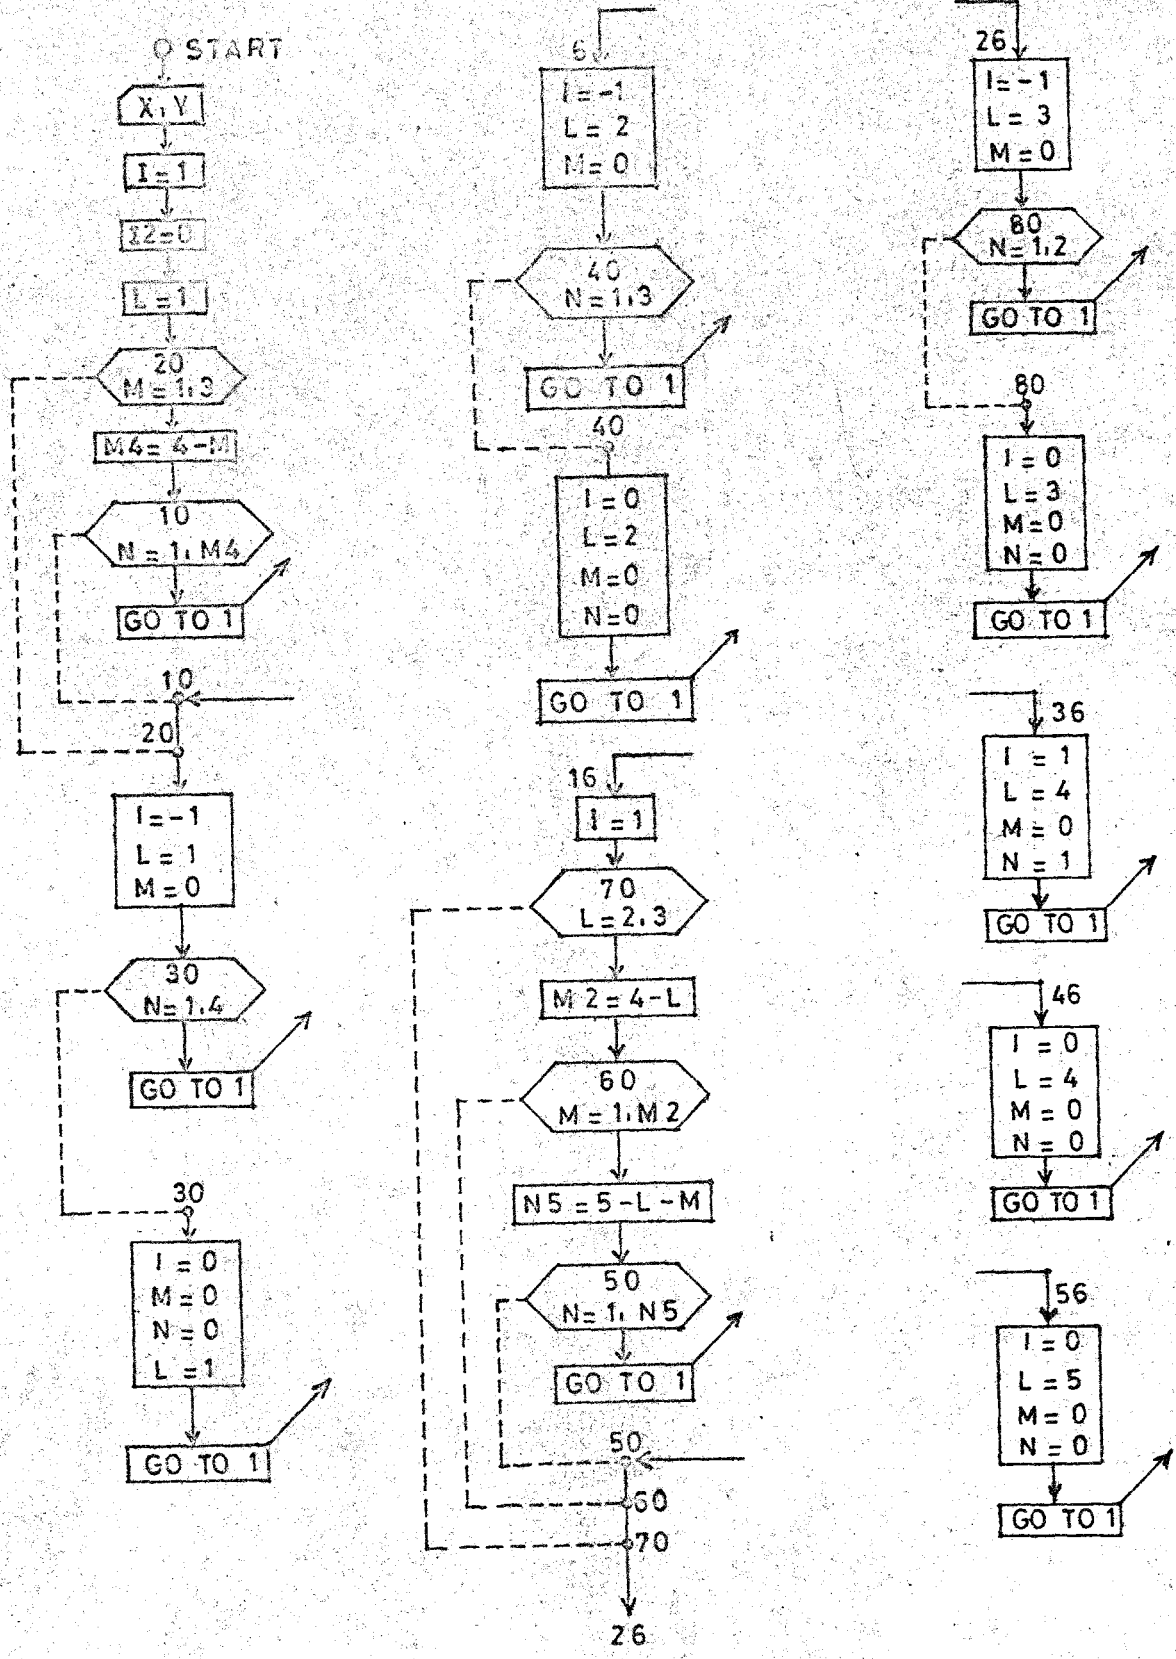 START
X, Y
I = 1
I2=0
L = 1
20
M = 1,3
M4 = 4-M
10
N = 1, M4
GO TO 1
10
20
I = -1
L = 1
M = 0
30
N = 1,4
GO TO 1
30
I = 0
M = 0
N = 0
L = 1
GO TO 1
6
I = -1
L = 2
M = 0
40
N = 1,3
GO TO 1
40
I = 0
L = 2
M = 0
N = 0
GO TO 1
16
I = 1
70
L = 2,3
M2 = 4-L
60
M = 1, M2
N5 = 5-L-M
50
N = 1, N5
GO TO 1
50
60
70
26
26
I = -1
L = 3
M = 0
80
N = 1,2
GO TO 1
80
I = 0
L = 3
M = 0
N = 0
GO TO 1
36
I = 1
L = 4
M = 0
N = 1
GO TO 1
46
I = 0
L = 4
M = 0
N = 0
GO TO 1
56
I = 0
L = 5
M = 0
N = 0
GO TO 1